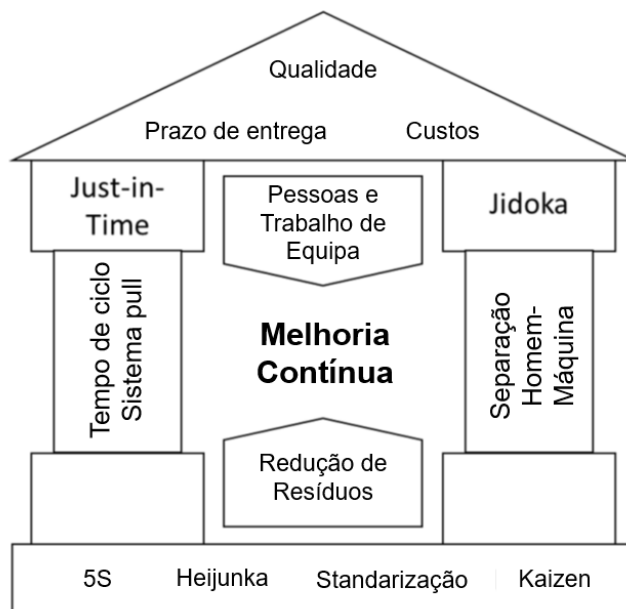 Qualidade
Prazo de entrega Custos
Just-in-
Time
Pessoas e
Trabalho de
Equipa
Jidoka
Tempo de ciclo
Sistema pull
Melhoria
Contínua
Separação
Homem-
Máquina
Redução de
Resíduos
5S Heijunka Standarização Kaizen